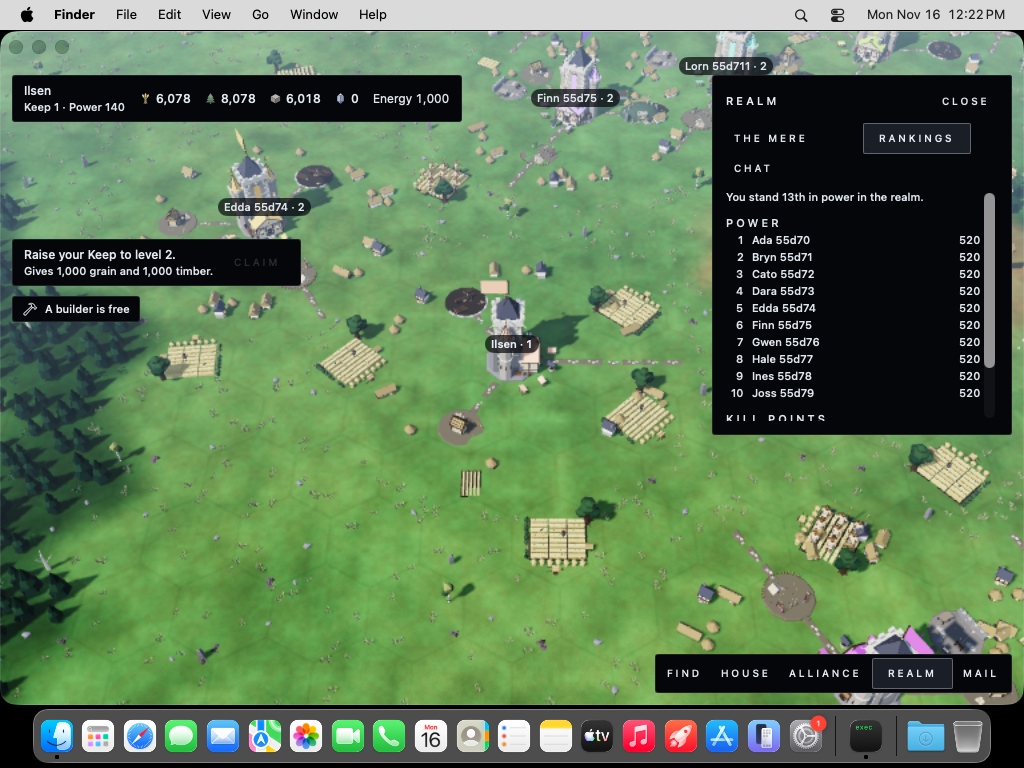 Finder File Edit View Go Window Help Mon Nov 16 12:22 PM
Lorn 55d711 · 2
Ilsen
Keep 1 · Power 140
6,078 8,078 6,018 0 Energy 1,000
Finn 55d75 · 2
REALM CLOSE
THE MERE RANKINGS
CHAT
You stand 13th in power in the realm.
POWER
1 Ada 55d70 520
2 Bryn 55d71 520
3 Cato 55d72 520
4 Dara 55d73 520
5 Edda 55d74 520
6 Finn 55d75 520
7 Gwen 55d76 520
8 Hale 55d77 520
9 Ines 55d78 520
10 Joss 55d79 520
KILL POINTS
Edda 55d74 · 2
Raise your Keep to level 2.
Gives 1,000 grain and 1,000 timber.
CLAIM
A builder is free
Ilsen · 1
FIND HOUSE ALLIANCE REALM MAIL
Mon
16
tv
1
exec